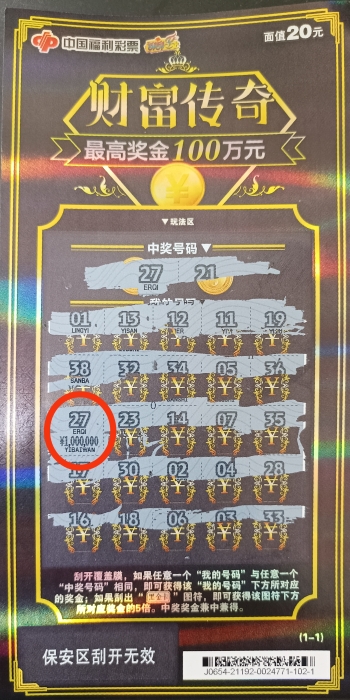 中国福利彩票 刮刮乐
面值20元
财富传奇
最高奖金100万元
▼玩法区
中奖号码▼
27 21
ERQI
01 13 12 11 19
LINGYI YISAN
38 32 34 05 36
SANBA
27 23 14 07 35
ERQI
¥1,000,000
YIBAIWAN
17 30 02 04 28
16 18 06 03 33
刮开覆盖膜,如果任意一个“我的号码”与任意一个
“中奖号码”相同,即可获得该“我的号码”下方所对应
的奖金;如果刮出“ ”图符,即可获得该图符下方
所对应奖金的5倍。中奖奖金兼中兼得。
(1-1)
保安区刮开无效
J0654-21192-0024771-102-1